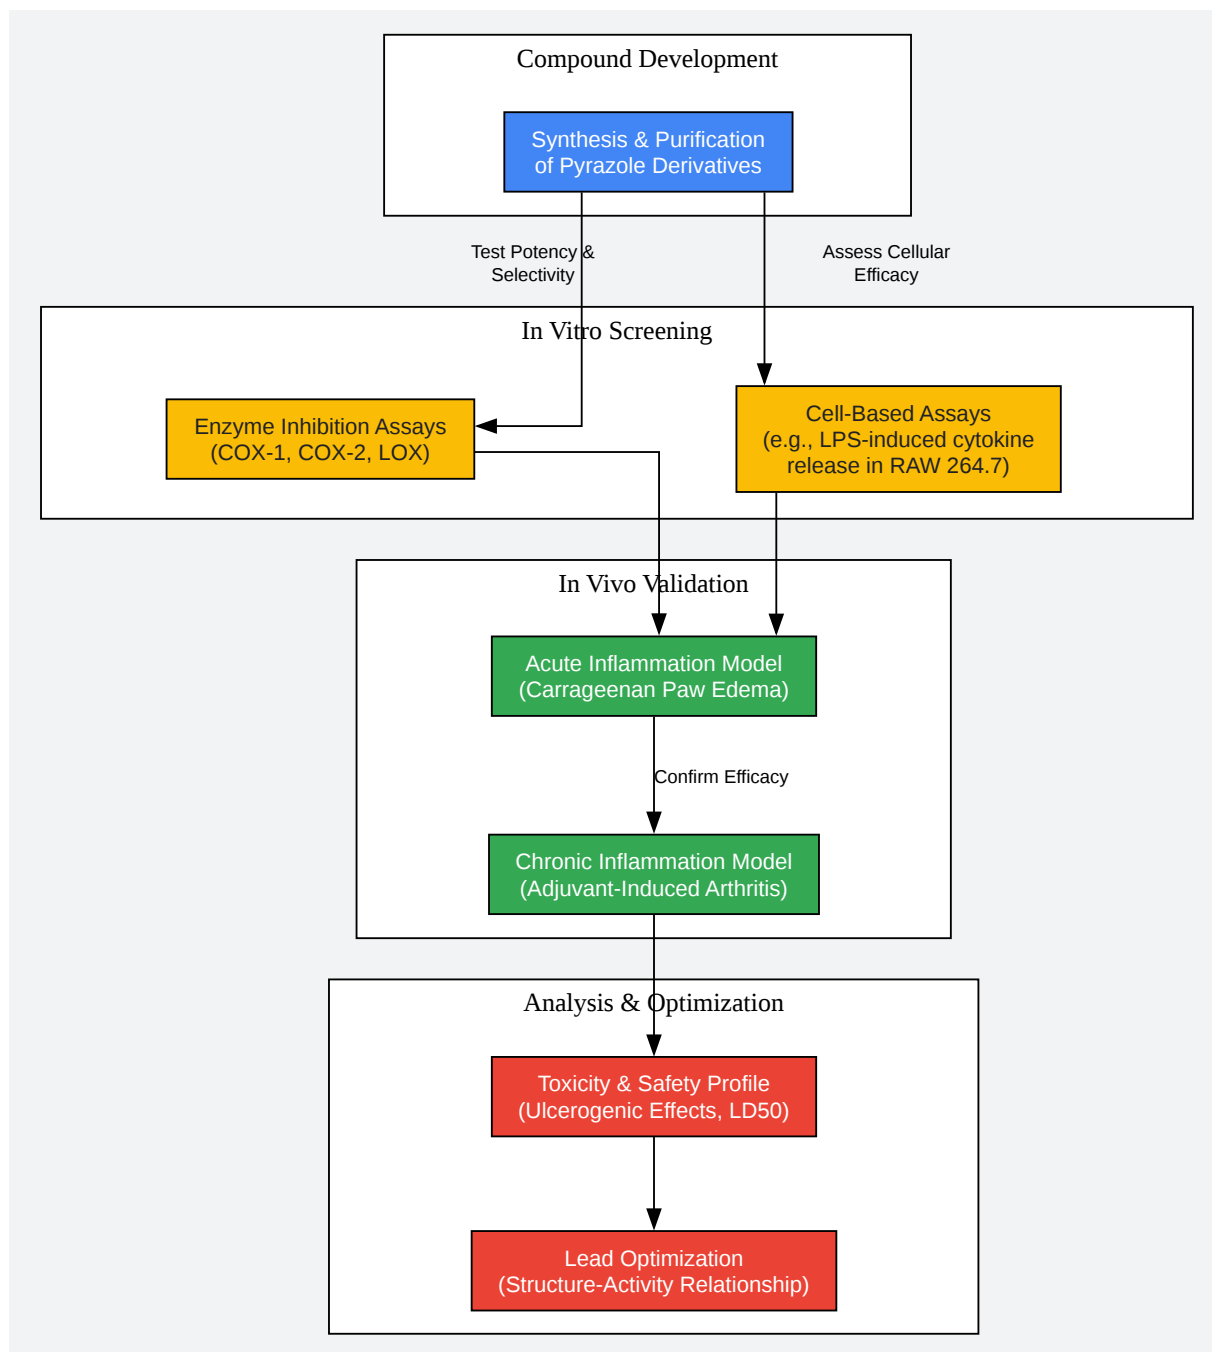 Compound Development
Synthesis & Purification
of Pyrazole Derivatives
Test Potency &
Selectivity
Assess Cellular
Efficacy
In Vitro Screening
Enzyme Inhibition Assays
(COX-1, COX-2, LOX)
Cell-Based Assays
(e.g., LPS-induced cytokine
release in RAW 264.7)
In Vivo Validation
Acute Inflammation Model
(Carrageenan Paw Edema)
Confirm Efficacy
Chronic Inflammation Model
(Adjuvant-Induced Arthritis)
Analysis & Optimization
Toxicity & Safety Profile
(Ulcerogenic Effects, LD50)
Lead Optimization
(Structure-Activity Relationship)